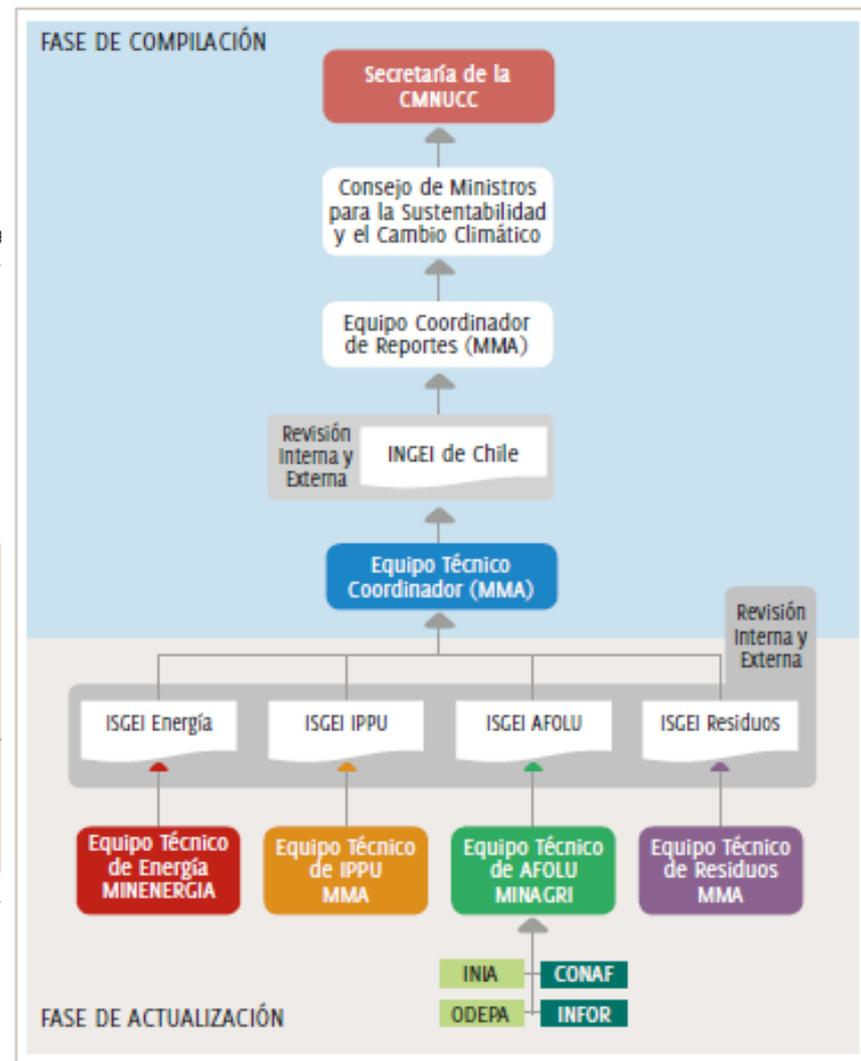 FASE DE COMPILACIÓN
Secretaría de la
CMNUCC
Consejo de Ministros
para la Sustentabilidad
y el Cambio Climático
Equipo Coordinador
de Reportes (MMA)
Revisión
Interna y
Externa
INGEI de Chile
Equipo Técnico
Coordinador (MMA)
Revisión
Interna y
Externa
ISGEI Energía
ISGEI IPPU
ISGEI AFOLU
ISGEI Residuos
Equipo Técnico
de Energía
MINENERGIA
Equipo Técnico
de IPPU
MMA
Equipo Técnico
de AFOLU
MINAGRI
Equipo Técnico
de Residuos
MMA
INIA
CONAF
ODEPA
INFOR
FASE DE ACTUALIZACIÓN